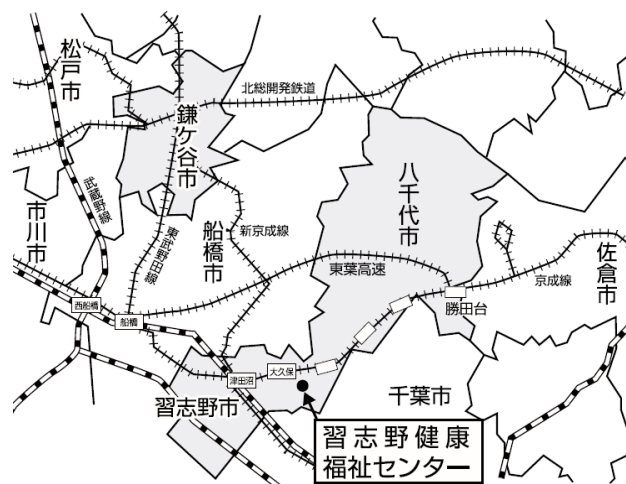 松戸市
北総開発鉄道
鎌ケ谷市
八千代市
武蔵野線
市川市
船橋市
新京成線
東武野田線
東葉高速
京成線
佐倉市
勝田台
西船橋
船橋
津田沼
大久保
千葉市
習志野市
習志野健康
福祉センター